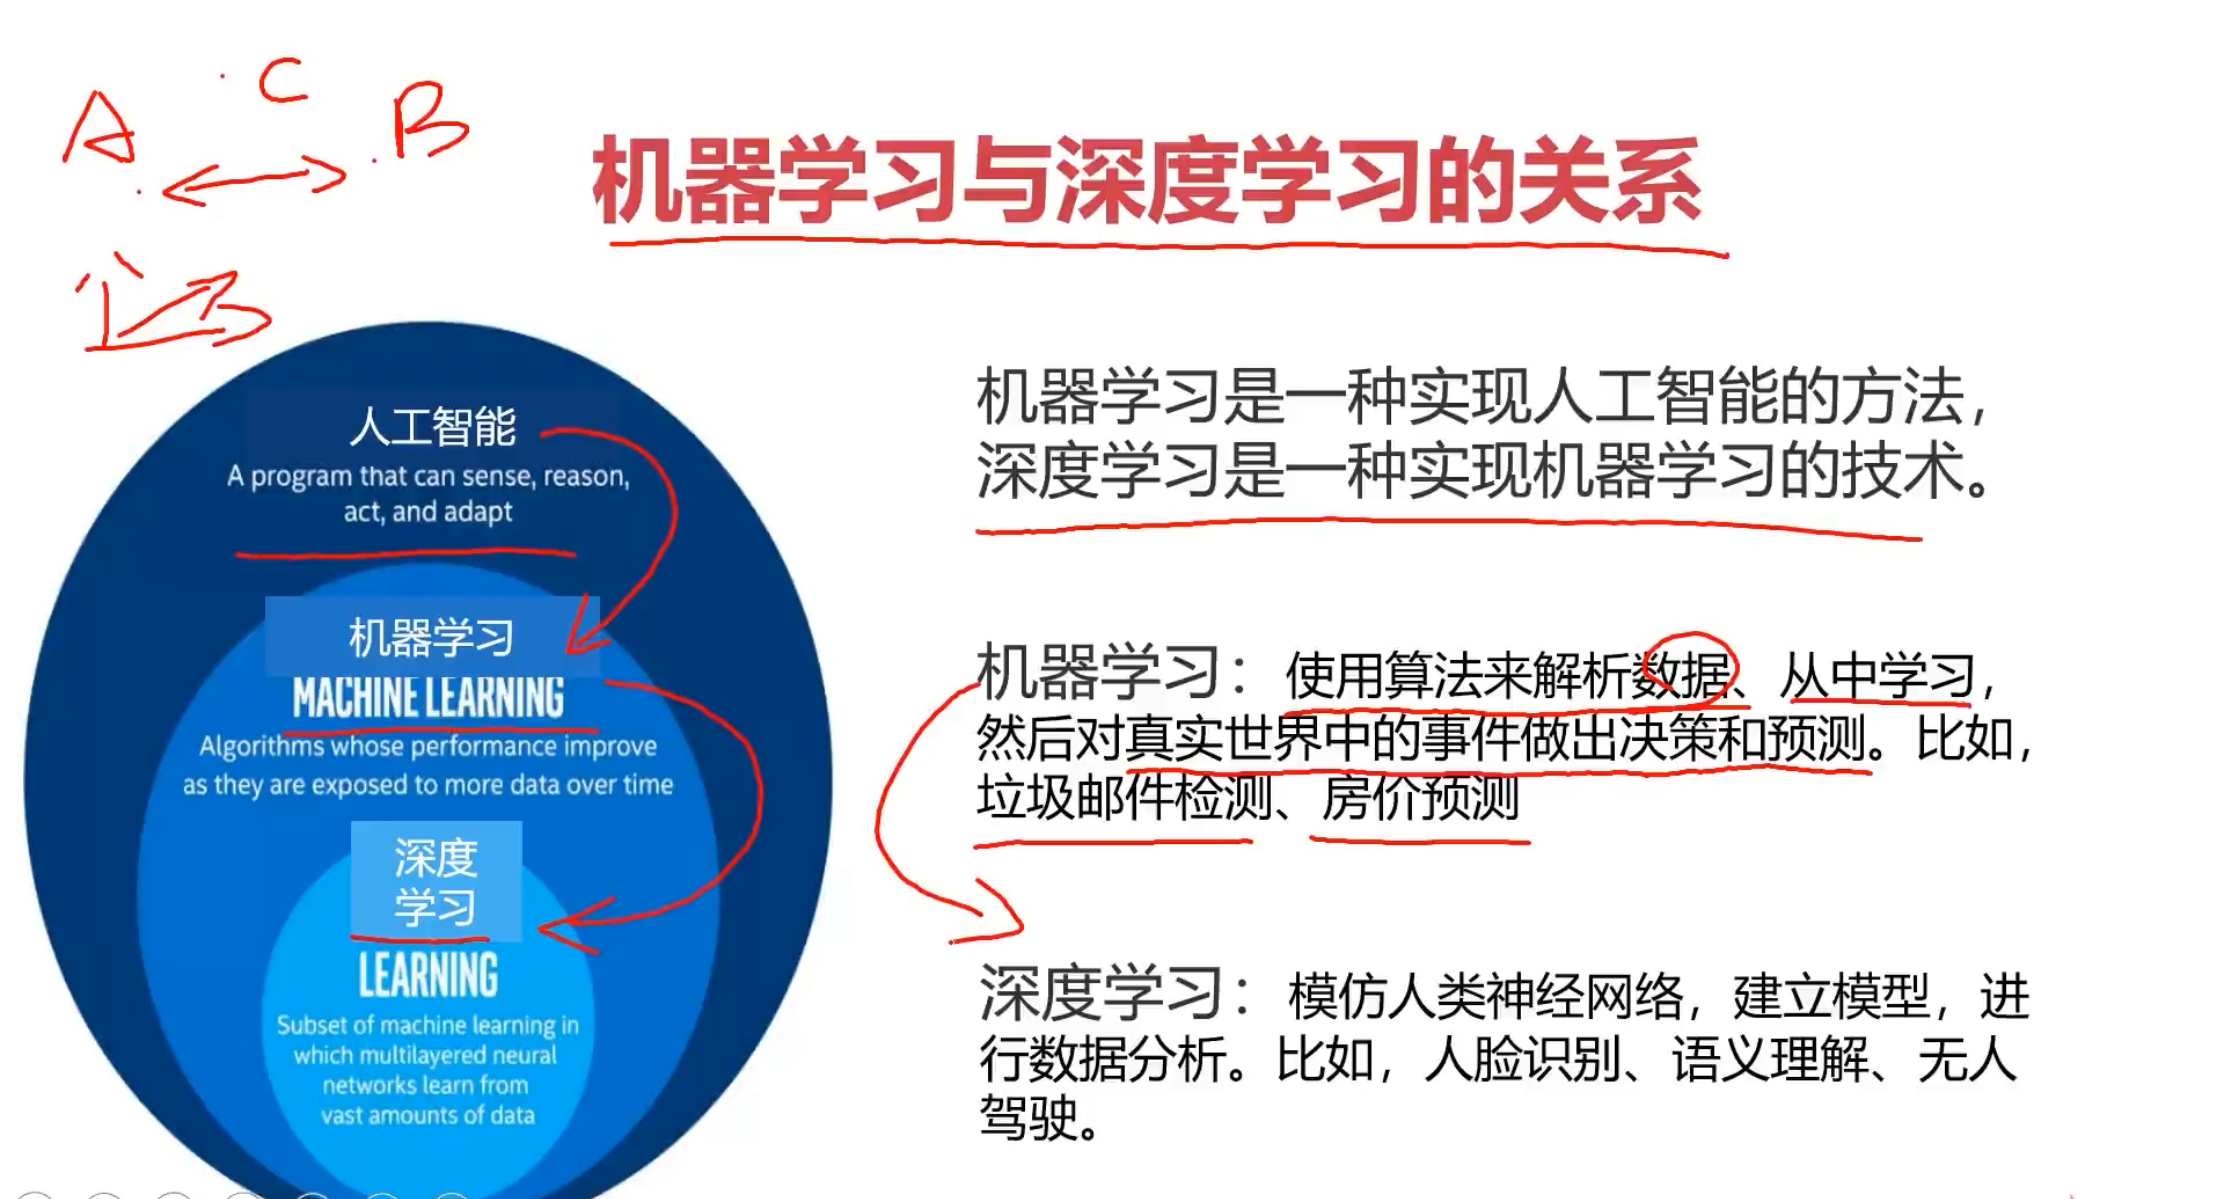 A
C
B
机器学习与深度学习的关系
人工智能
A program that can sense, reason,
act, and adapt
机器学习
MACHINE LEARNING
Algorithms whose performance improve
as they are exposed to more data over time
深度
学习
LEARNING
Subset of machine learning in
which multilayered neural
networks learn from
vast amounts of data
机器学习是一种实现人工智能的方法，
深度学习是一种实现机器学习的技术。
机器学习：使用算法来解析数据、从中学习，
然后对真实世界中的事件做出决策和预测。比如，
垃圾邮件检测、房价预测
深度学习：模仿人类神经网络，建立模型，进
行数据分析。比如，人脸识别、语义理解、无人
驾驶。